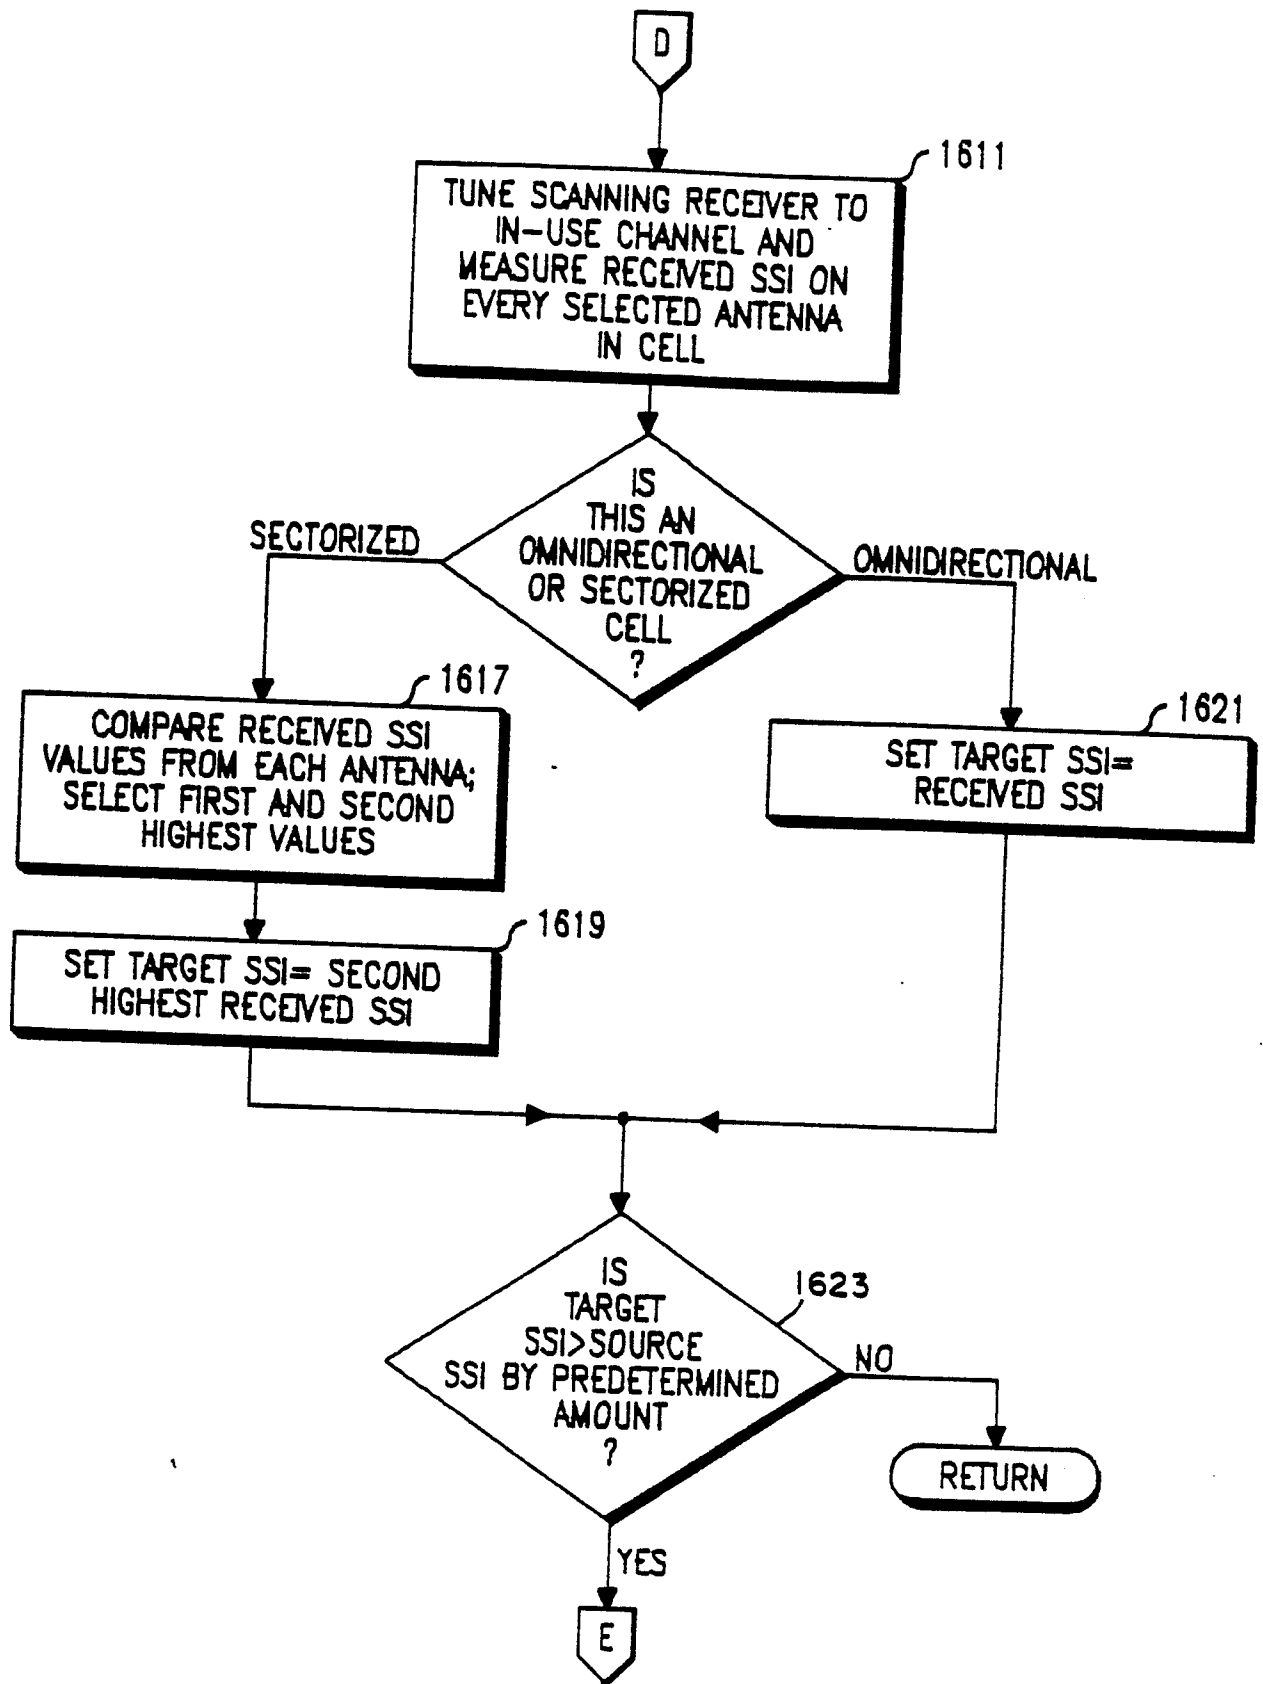 D
1611
TUNE SCANNING RECEIVER TO
IN-USE CHANNEL AND
MEASURE RECEIVED SSI ON
EVERY SELECTED ANTENNA
IN CELL
IS
THIS AN
OMNIDIRECTIONAL
OR SECTORIZED
CELL
?
SECTORIZED
OMNIDIRECTIONAL
1617
COMPARE RECEIVED SSI
VALUES FROM EACH ANTENNA;
SELECT FIRST AND SECOND
HIGHEST VALUES
1621
SET TARGET SSI=
RECEIVED SSI
1619
SET TARGET SSI= SECOND
HIGHEST RECEIVED SSI
IS
TARGET
SSI>SOURCE
SSI BY PREDETERMINED
AMOUNT
?
1623
NO
RETURN
YES
E